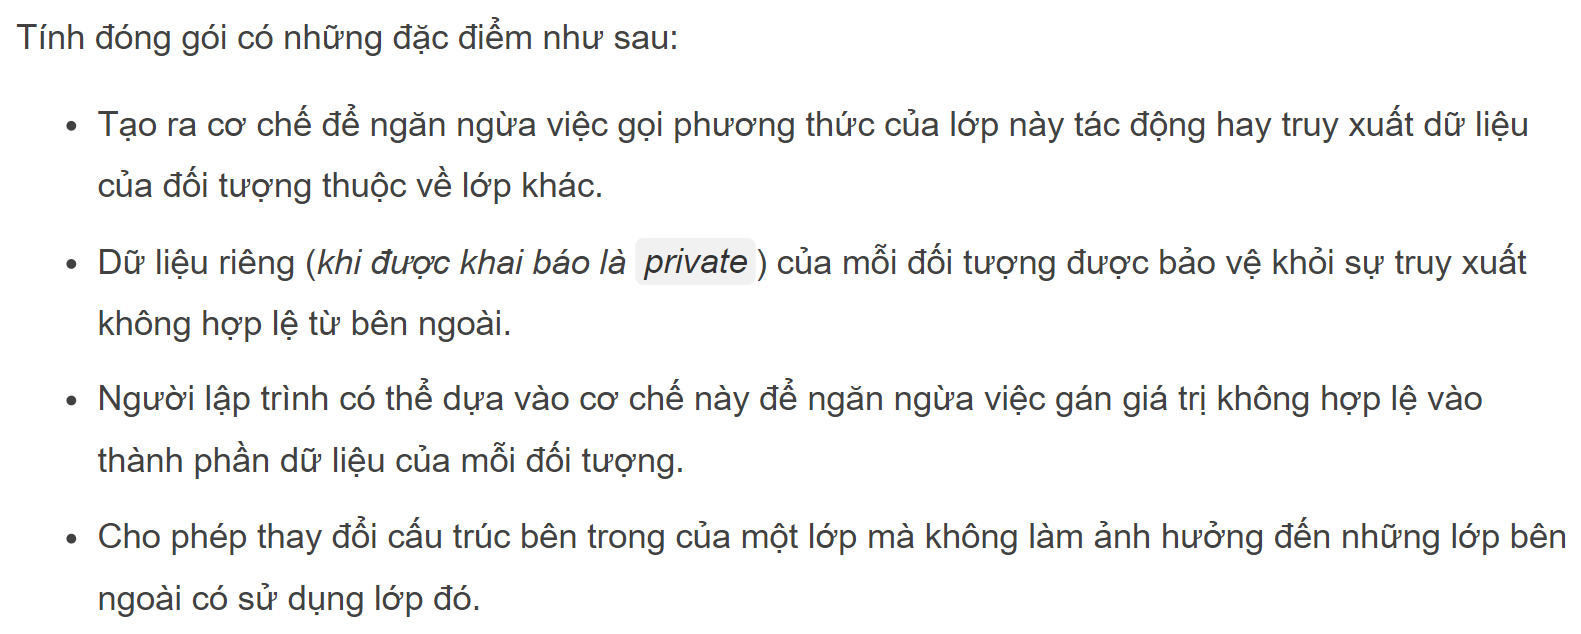 Tính đóng gói có những đặc điểm như sau:
• Tạo ra cơ chế để ngăn ngừa việc gọi phương thức của lớp này tác động hay truy xuất dữ liệu
của đối tượng thuộc về lớp khác.
• Dữ liệu riêng (khi được khai báo là private) của mỗi đối tượng được bảo vệ khỏi sự truy xuất
không hợp lệ từ bên ngoài.
• Người lập trình có thể dựa vào cơ chế này để ngăn ngừa việc gán giá trị không hợp lệ vào
thành phần dữ liệu của mỗi đối tượng.
• Cho phép thay đổi cấu trúc bên trong của một lớp mà không làm ảnh hưởng đến những lớp bên
ngoài có sử dụng lớp đó.